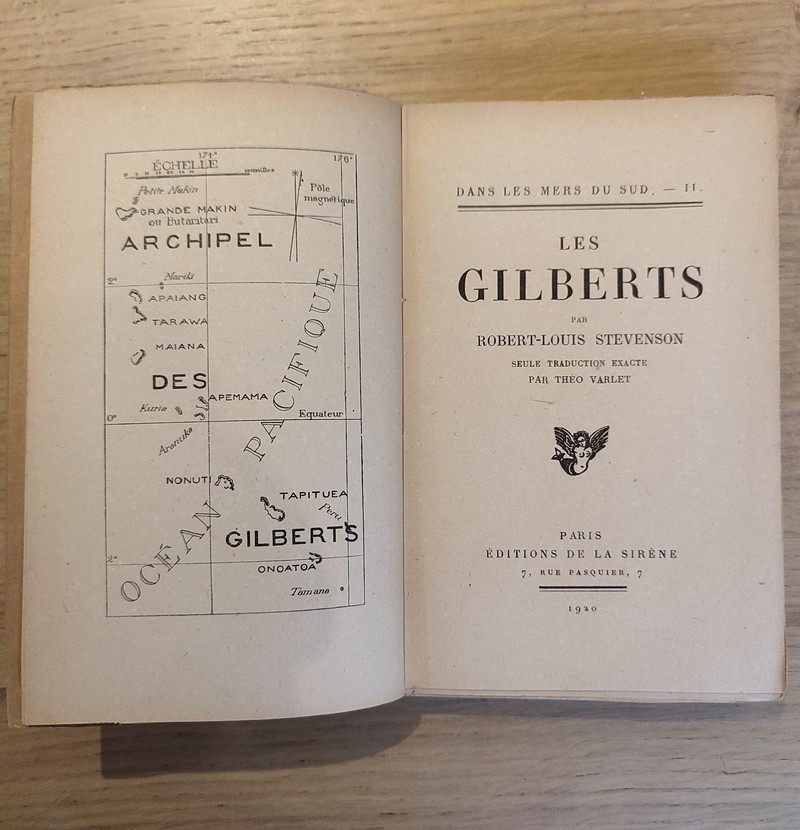 174°
176°
ÉCHELLE
milles
Petite Makin
Pôle
magnétique
GRANDE MAKIN
ou Butaritari
ARCHIPEL
Maraki
2°
APAIANG
TARAWA
MAIANA
DES
APEMAMA
Kuria
0°
Equateur
Aranuka
NONUTI
TAPITUEA
Peru
GILBERTS
2°
ONOATOA
Tamana
OCÉAN PACIFIQUE
DANS LES MERS DU SUD. — II.
LES
GILBERTS
PAR
ROBERT-LOUIS STEVENSON
SEULE TRADUCTION EXACTE
PAR THÉO VARLET
PARIS
ÉDITIONS DE LA SIRÈNE
7, RUE PASQUIER, 7
1920